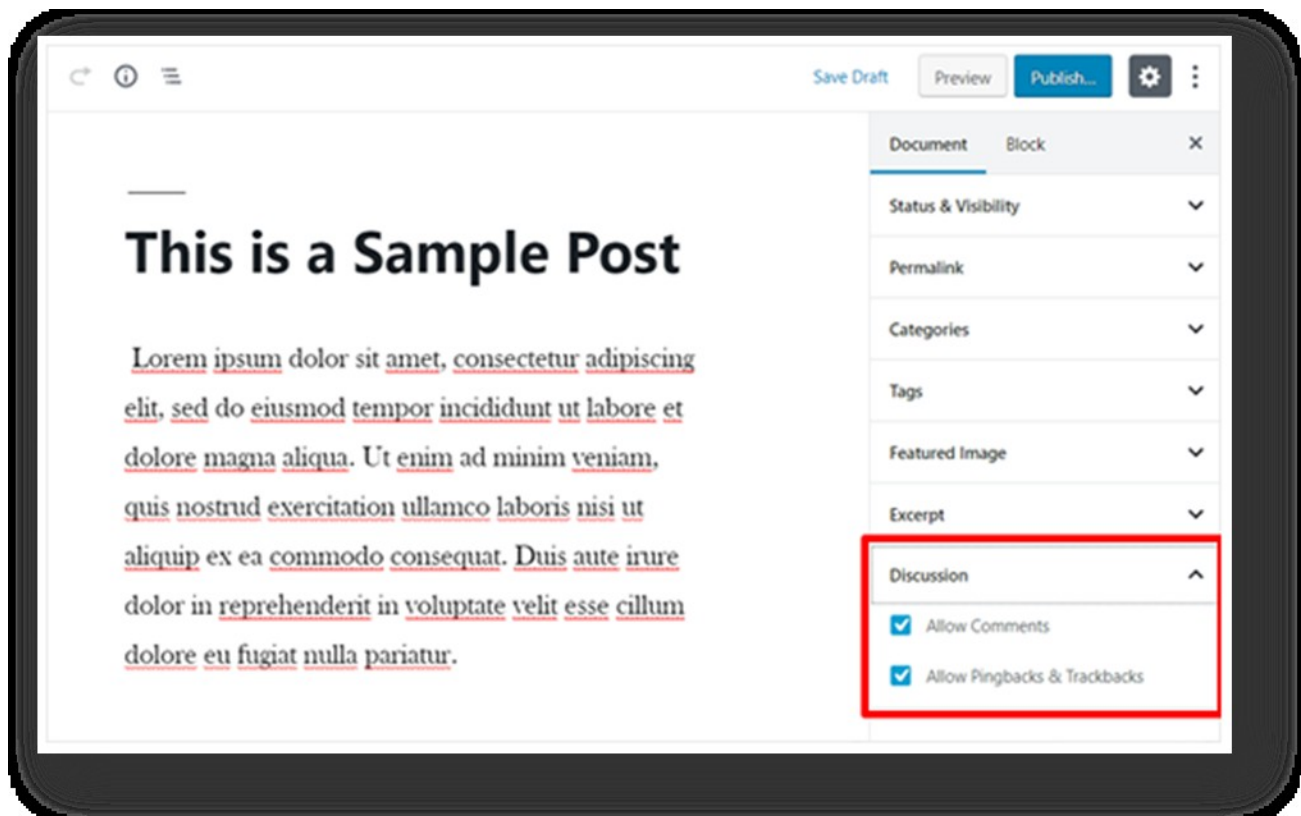 Save Draft Preview Publish...
Document Block
Status & Visibility
Permalink
Categories
Tags
Featured Image
Excerpt
Discussion
Allow Comments
Allow Pingbacks & Trackbacks
This is a Sample Post
Lorem ipsum dolor sit amet, consectetur adipiscing
elit, sed do eiusmod tempor incididunt ut labore et
dolore magna aliqua. Ut enim ad minim veniam,
quis nostrud exercitation ullamco laboris nisi ut
aliquip ex ea commodo consequat. Duis aute irure
dolor in reprehenderit in voluptate velit esse cillum
dolore eu fugiat nulla pariatur.